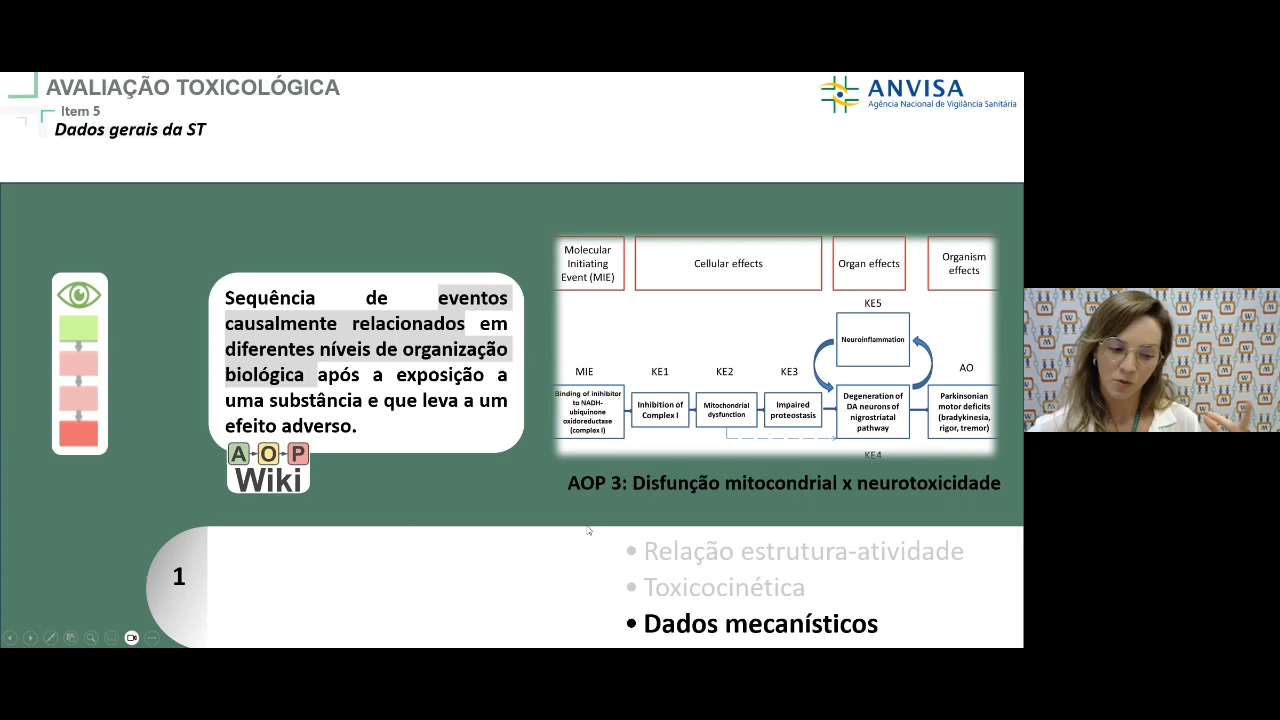 AVALIAÇÃO TOXICOLÓGICA
Item 5
Dados gerais da ST
ANVISA
Agência Nacional de Vigilância Sanitária
Sequência de eventos
causalmente relacionados em
diferentes níveis de organização
biológica após a exposição a
uma substância e que leva a um
efeito adverso.
A O P
Wiki
Molecular
Initiating
Event (MIE)
Cellular effects
Organ effects
Organism
effects
KE5
Neuroinflammation
MIE
KE1
KE2
KE3
AO
Binding of inhibitor
to NADH-
ubiquinone
oxidoreductase
(complex I)
Inhibition of
Complex I
Mitochondrial
dysfunction
Impaired
proteostasis
Degeneration of
DA neurons of
nigrostriatal
pathway
Parkinsonian
motor deficits
(bradykinesia,
rigor, tremor)
KE4
AOP 3: Disfunção mitocondrial x neurotoxicidade
1
• Relação estrutura-atividade
• Toxicocinética
• Dados mecanísticos